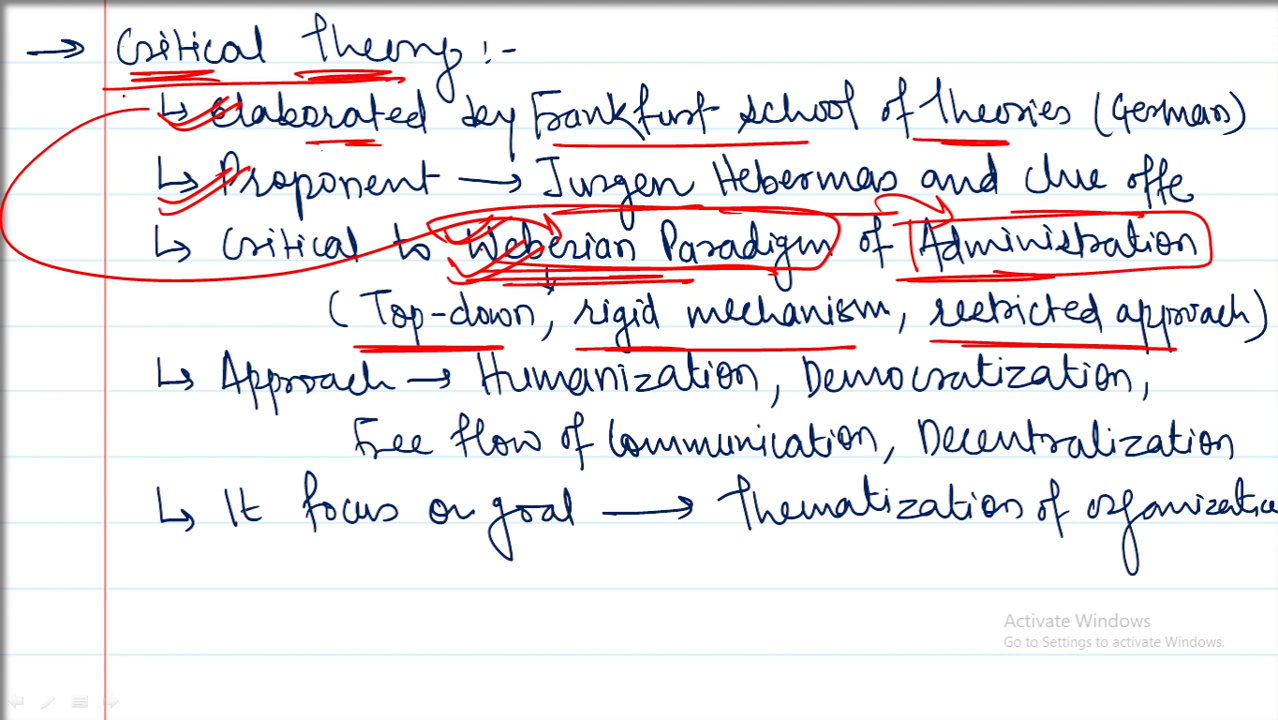 → Critical Theory :-
↳ Elaborated by Frankfurt School of Theories (German)
↳ Proponent → Jurgen Hebermas and Clue offe
↳ Critical to Weberian Paradigm of Administration
(Top-down, rigid mechanism, restricted approach)
↳ Approach → Humanization, Democratization,
Free flow of Communication, Decentralization
↳ It focus on goal → Thematization of organizatio
Activate Windows
Go to Settings to activate Windows.